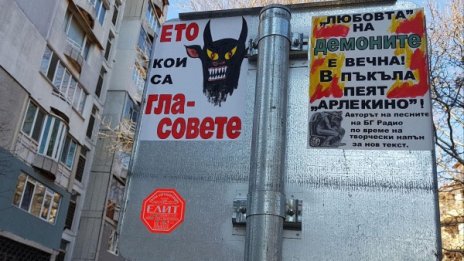 ЕТО
КОИ
СА
ГЛА-
СОВЕТЕ
"ЛЮБОВТА"
НА
ДЕМОНИТЕ
Е ВЕЧНА!
В ПЪКЪЛА
ПЕЯТ
„АРЛЕКИНО"!
Авторът на песните
на БГ Радио
по време на
творчески напън
за нов текст.
ЕЛИТ